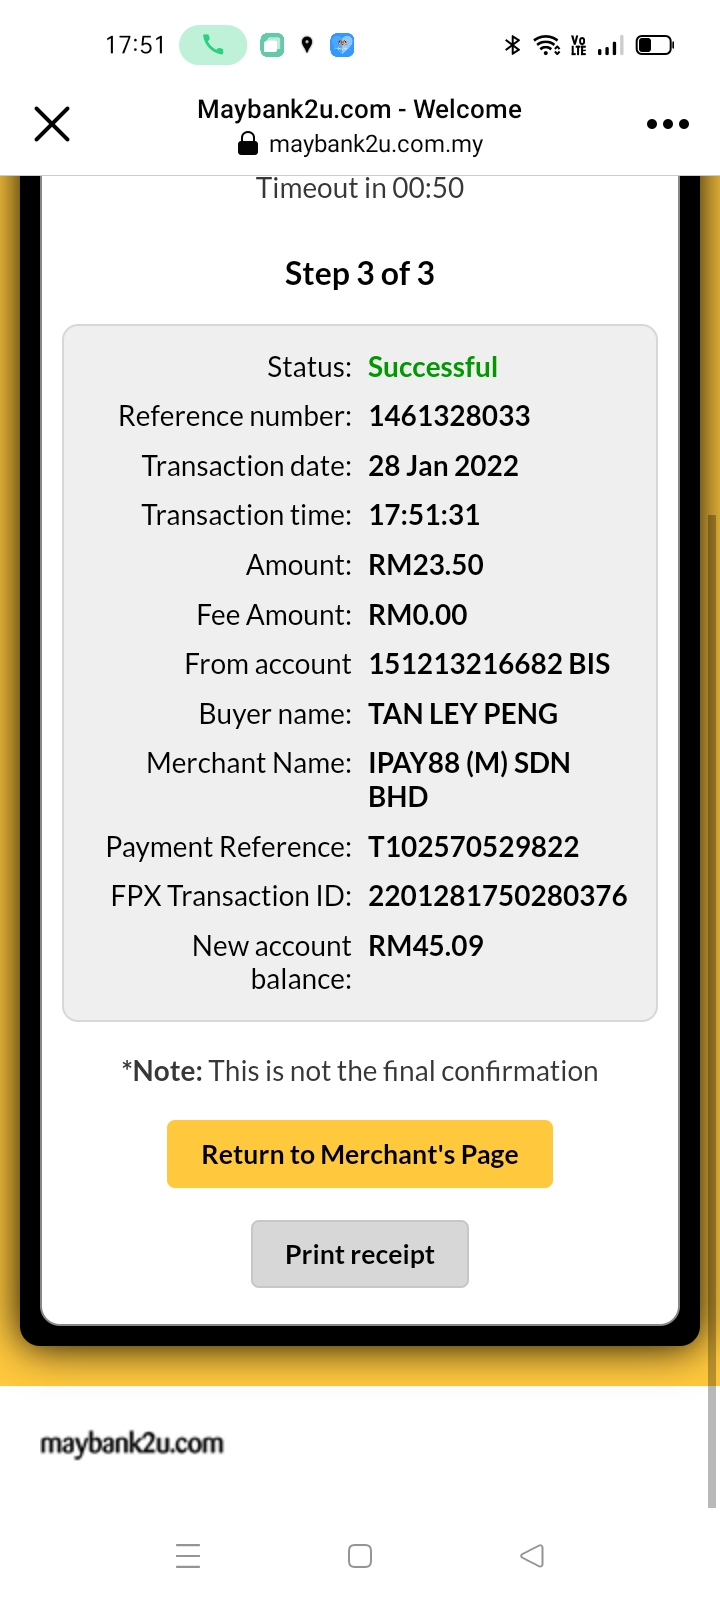 17:51
VO LTE
Maybank2u.com - Welcome
maybank2u.com.my
Timeout in 00:50
Step 3 of 3
Status: Successful
Reference number: 1461328033
Transaction date: 28 Jan 2022
Transaction time: 17:51:31
Amount: RM23.50
Fee Amount: RM0.00
From account 151213216682 BIS
Buyer name: TAN LEY PENG
Merchant Name: IPAY88 (M) SDN
BHD
Payment Reference: T102570529822
FPX Transaction ID: 2201281750280376
New account RM45.09
balance:
*Note: This is not the final confirmation
Return to Merchant's Page
Print receipt
maybank2u.com